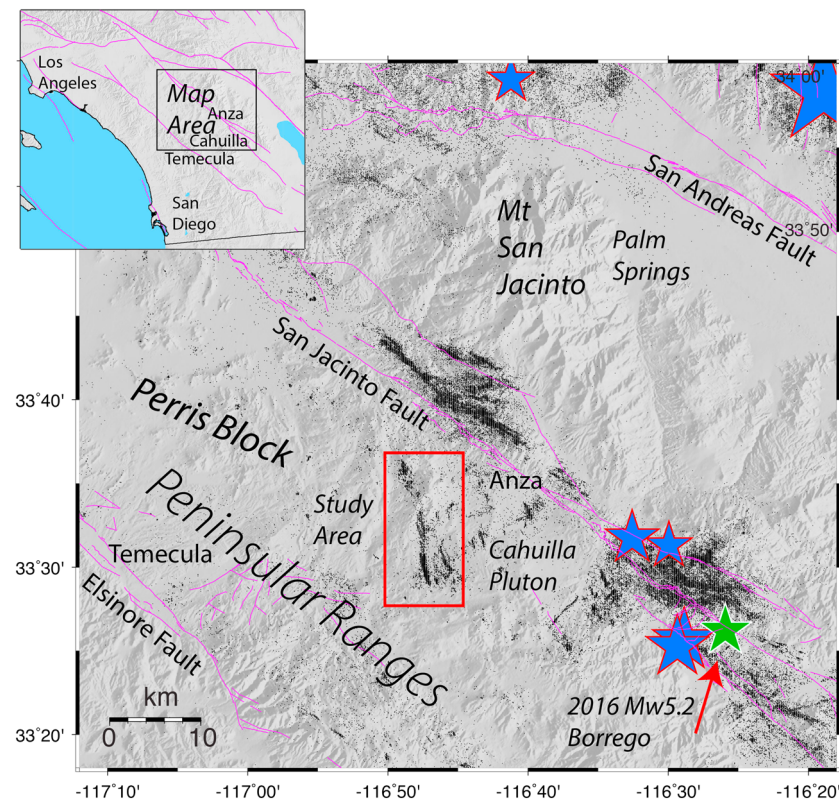 Los
Angeles
Map
Area
Anza
Cahuilla
Temecula
San
Diego
34˚00'
San Andreas Fault
33˚50'
Mt
San
Jacinto
Palm
Springs
San Jacinto Fault
33˚40'
Perris Block
Anza
Study
Area
Peninsular Ranges
Cahuilla
Pluton
Temecula
33˚30'
Elsinore Fault
2016 Mw5.2
Borrego
km
0 10
33˚20'
-117˚10' -117˚00' -116˚50' -116˚40' -116˚30' -116˚20'